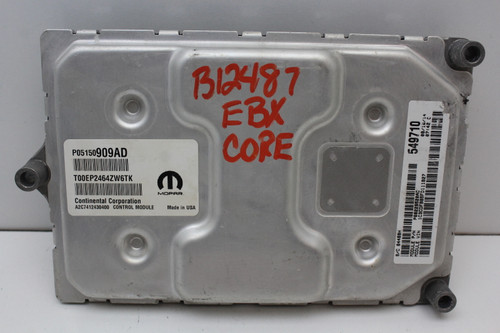 B12487
EBX
CORE
P05150909AD
T00EP2464ZW6TK
MOPAR
Continental Corporation
A2C7412430400 CONTROL MODULE
Made in USA
549710